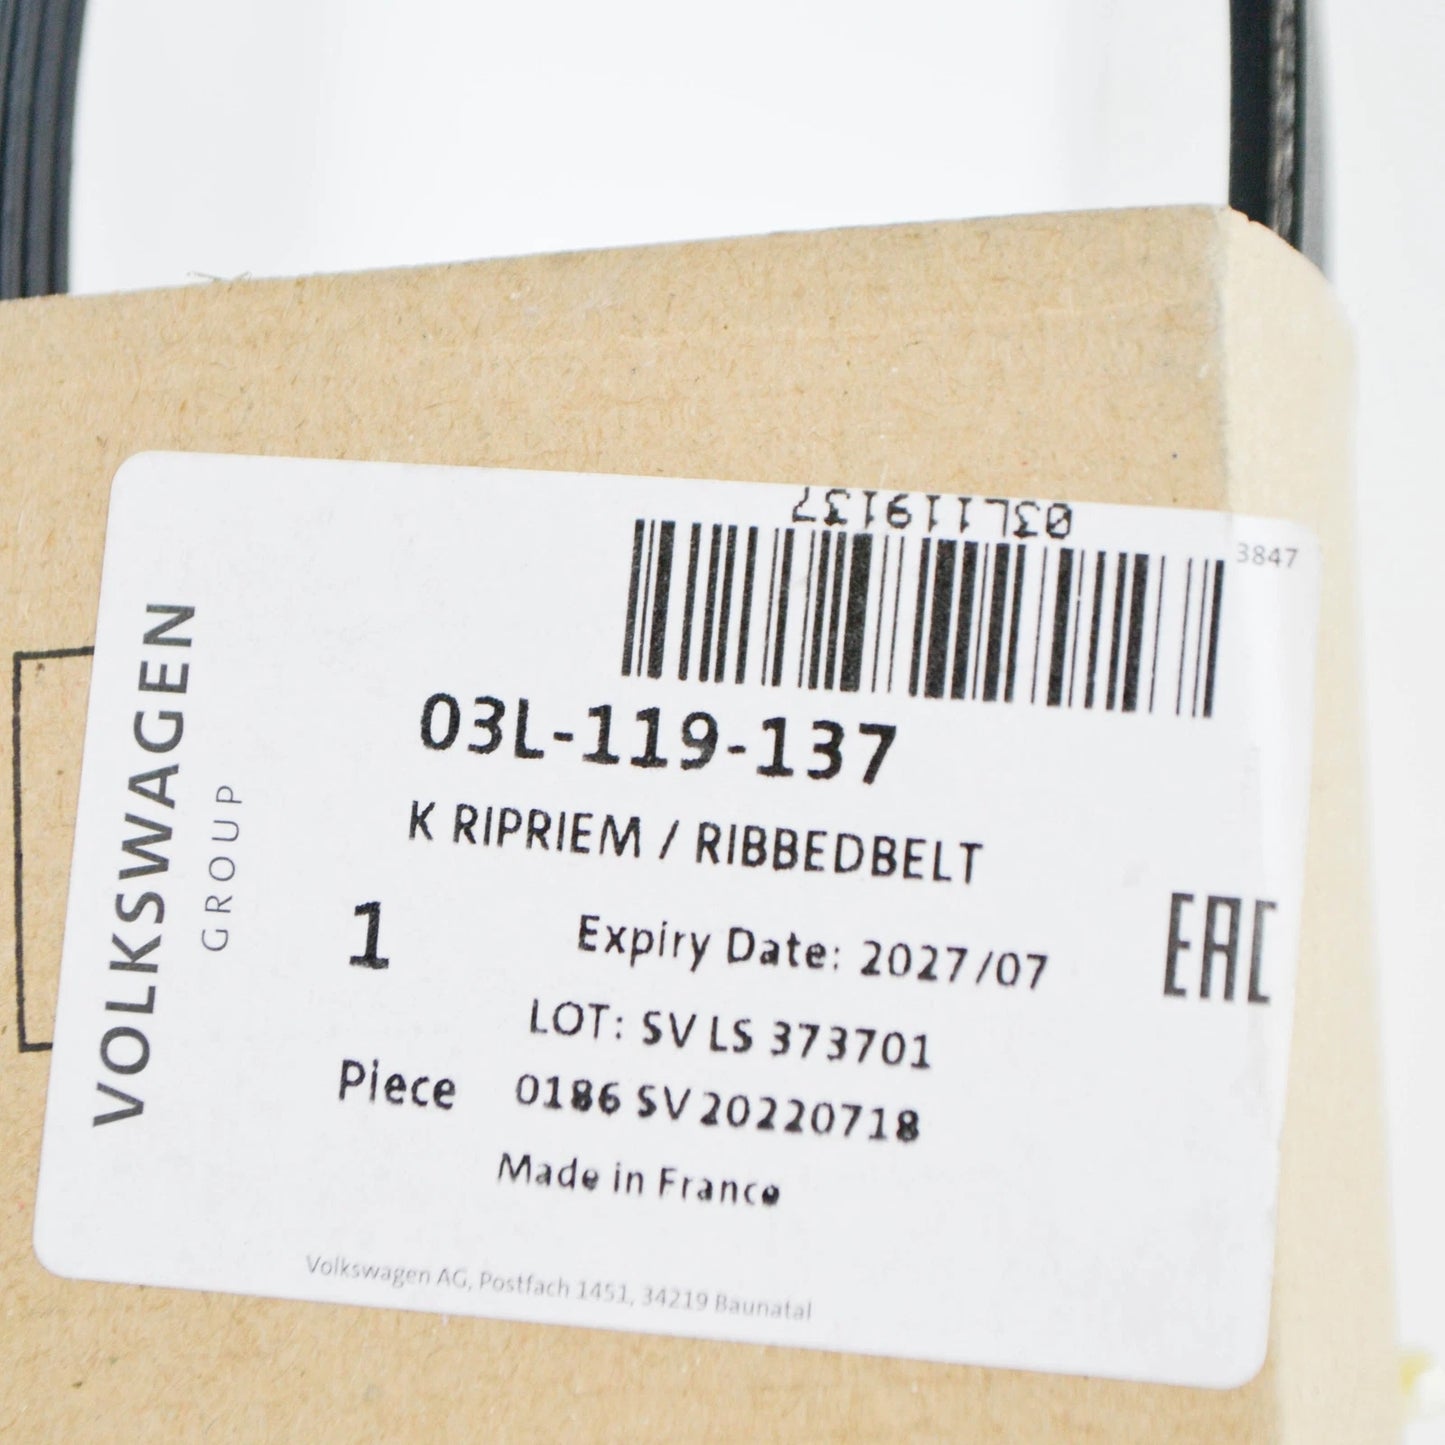 03L119137
3847
03L-119-137
K RIPRIEM / RIBBEDBELT
VOLKSWAGEN
GROUP
1
Expiry Date: 2027/07
EAC
LOT: SV LS 373701
Piece
0186 SV 20220718
Made in France
Volkswagen AG, Postfach 1451, 34219 Baunatal